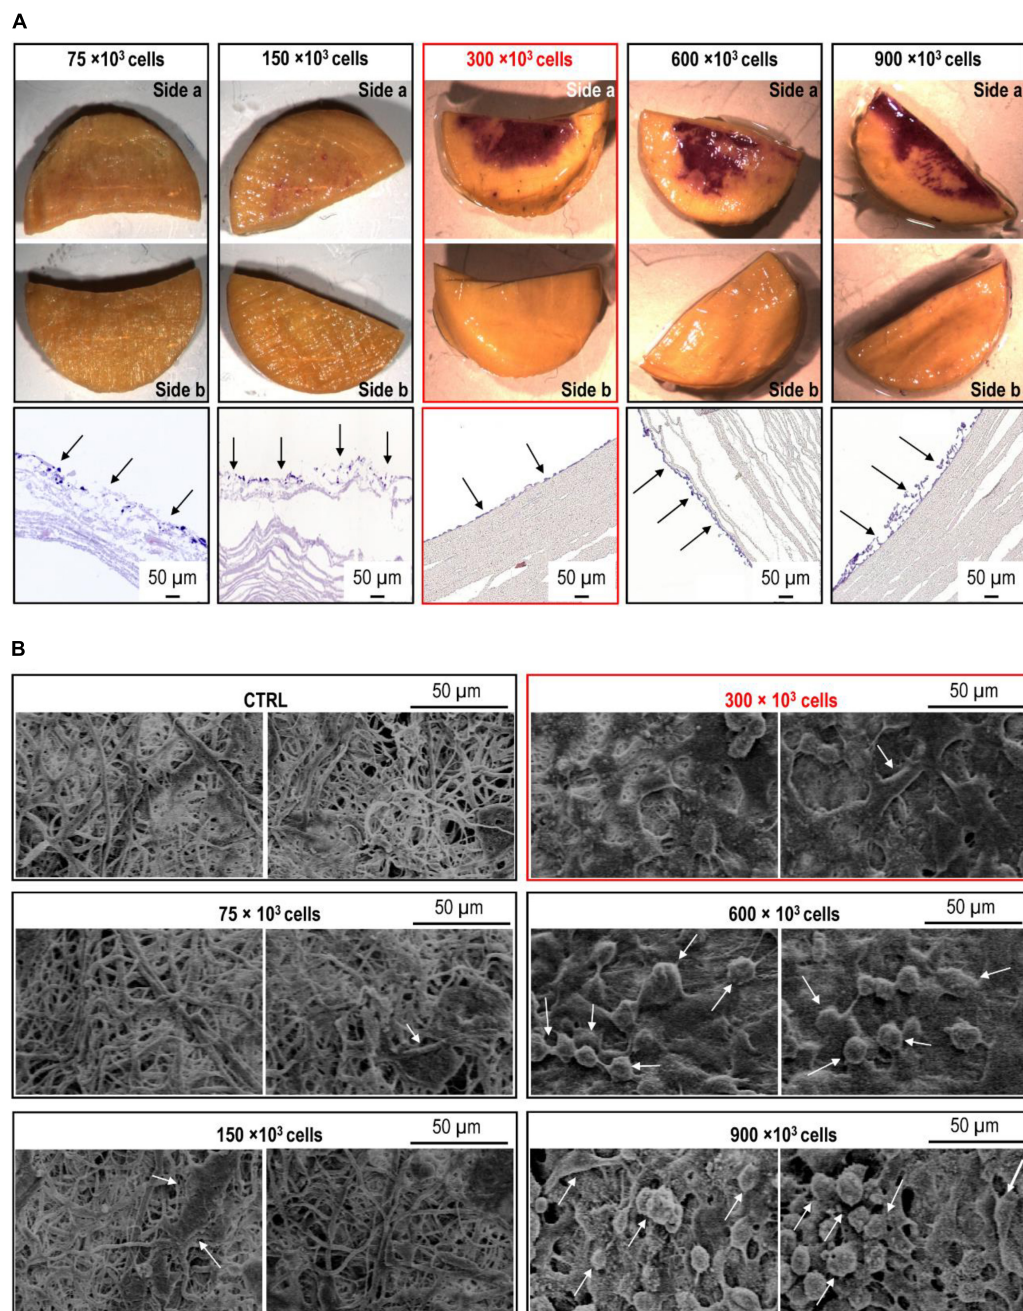 A
75 ×10³ cells
150 ×10³ cells
300 ×10³ cells
600 ×10³ cells
900 ×10³ cells
Side a
Side a
Side a
Side a
Side a
Side b
Side b
Side b
Side b
Side b
50 µm
50 µm
50 µm
50 µm
50 µm
B
CTRL
50 µm
300 × 10³ cells
50 µm
75 × 10³ cells
50 µm
600 × 10³ cells
50 µm
150 ×10³ cells
50 µm
900 ×10³ cells
50 µm